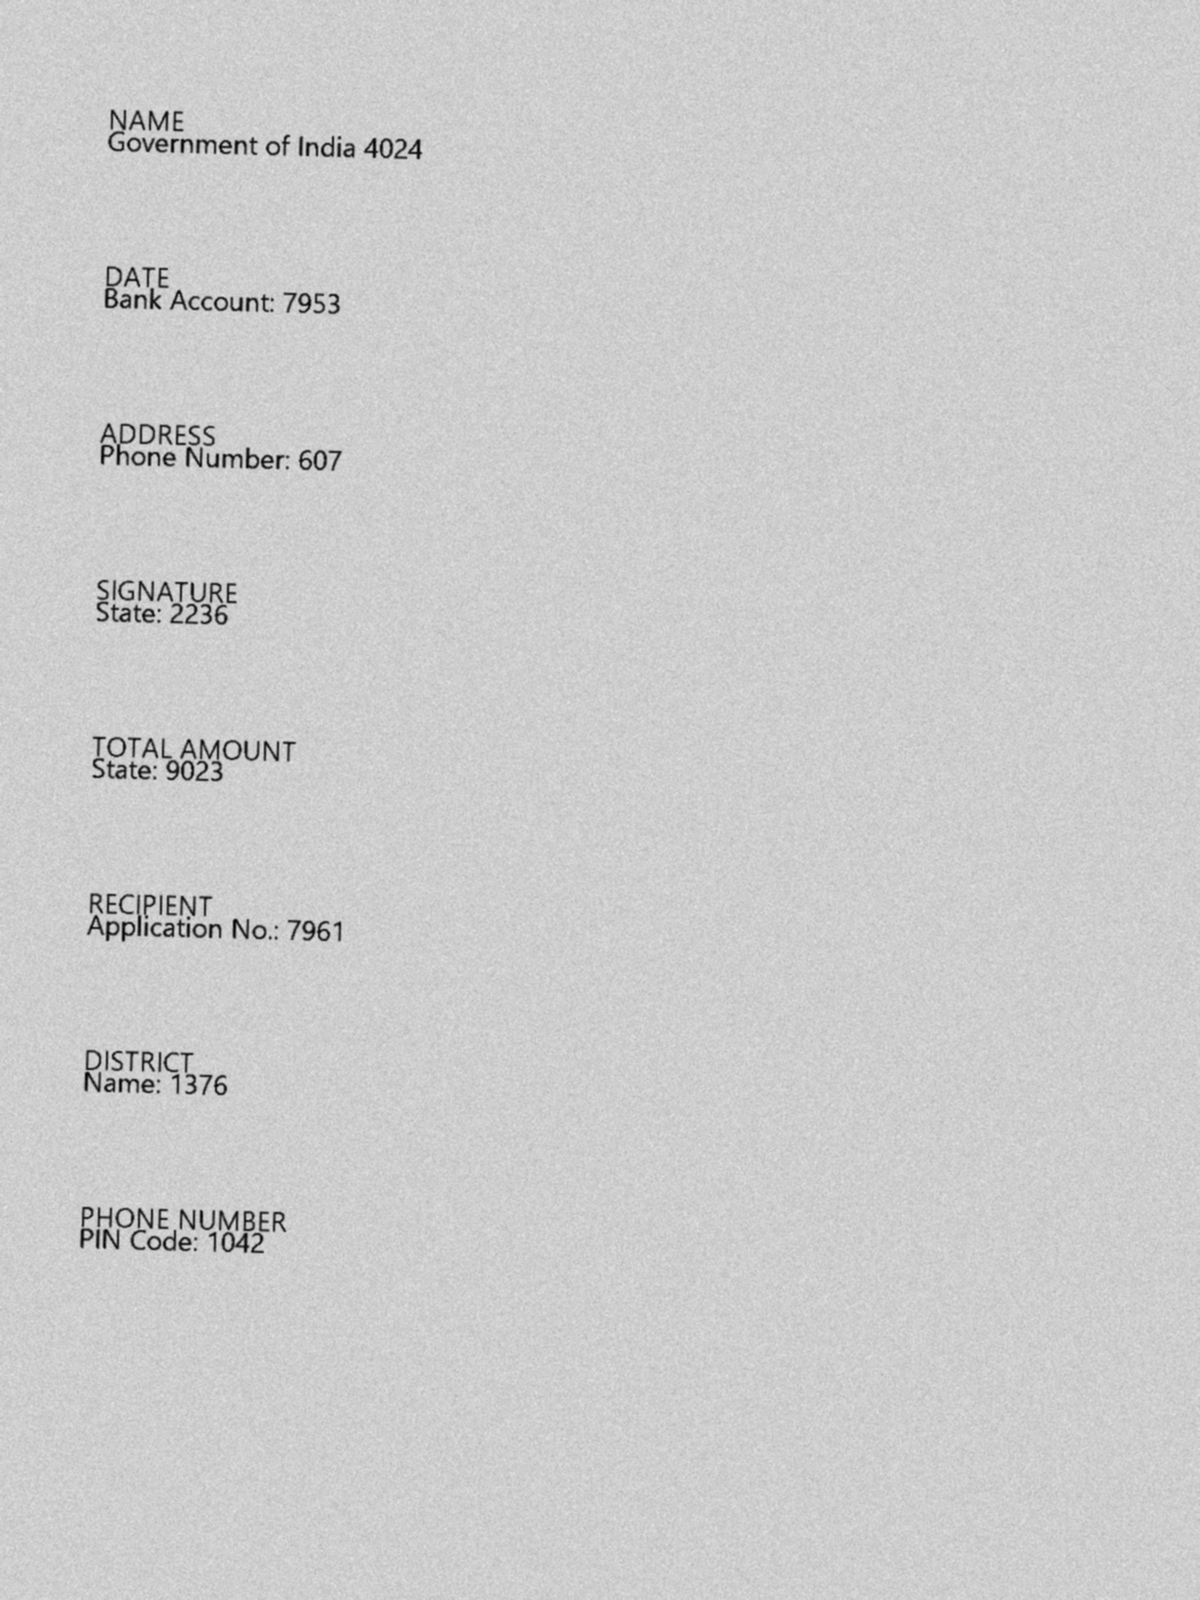 NAME
Government of India 4024
DATE
Bank Account: 7953
ADDRESS
Phone Number: 607
SIGNATURE
State: 2236
TOTAL AMOUNT
State: 9023
RECIPIENT
Application No.: 7961
DISTRICT
Name: 1376
PHONE NUMBER
PIN Code: 1042